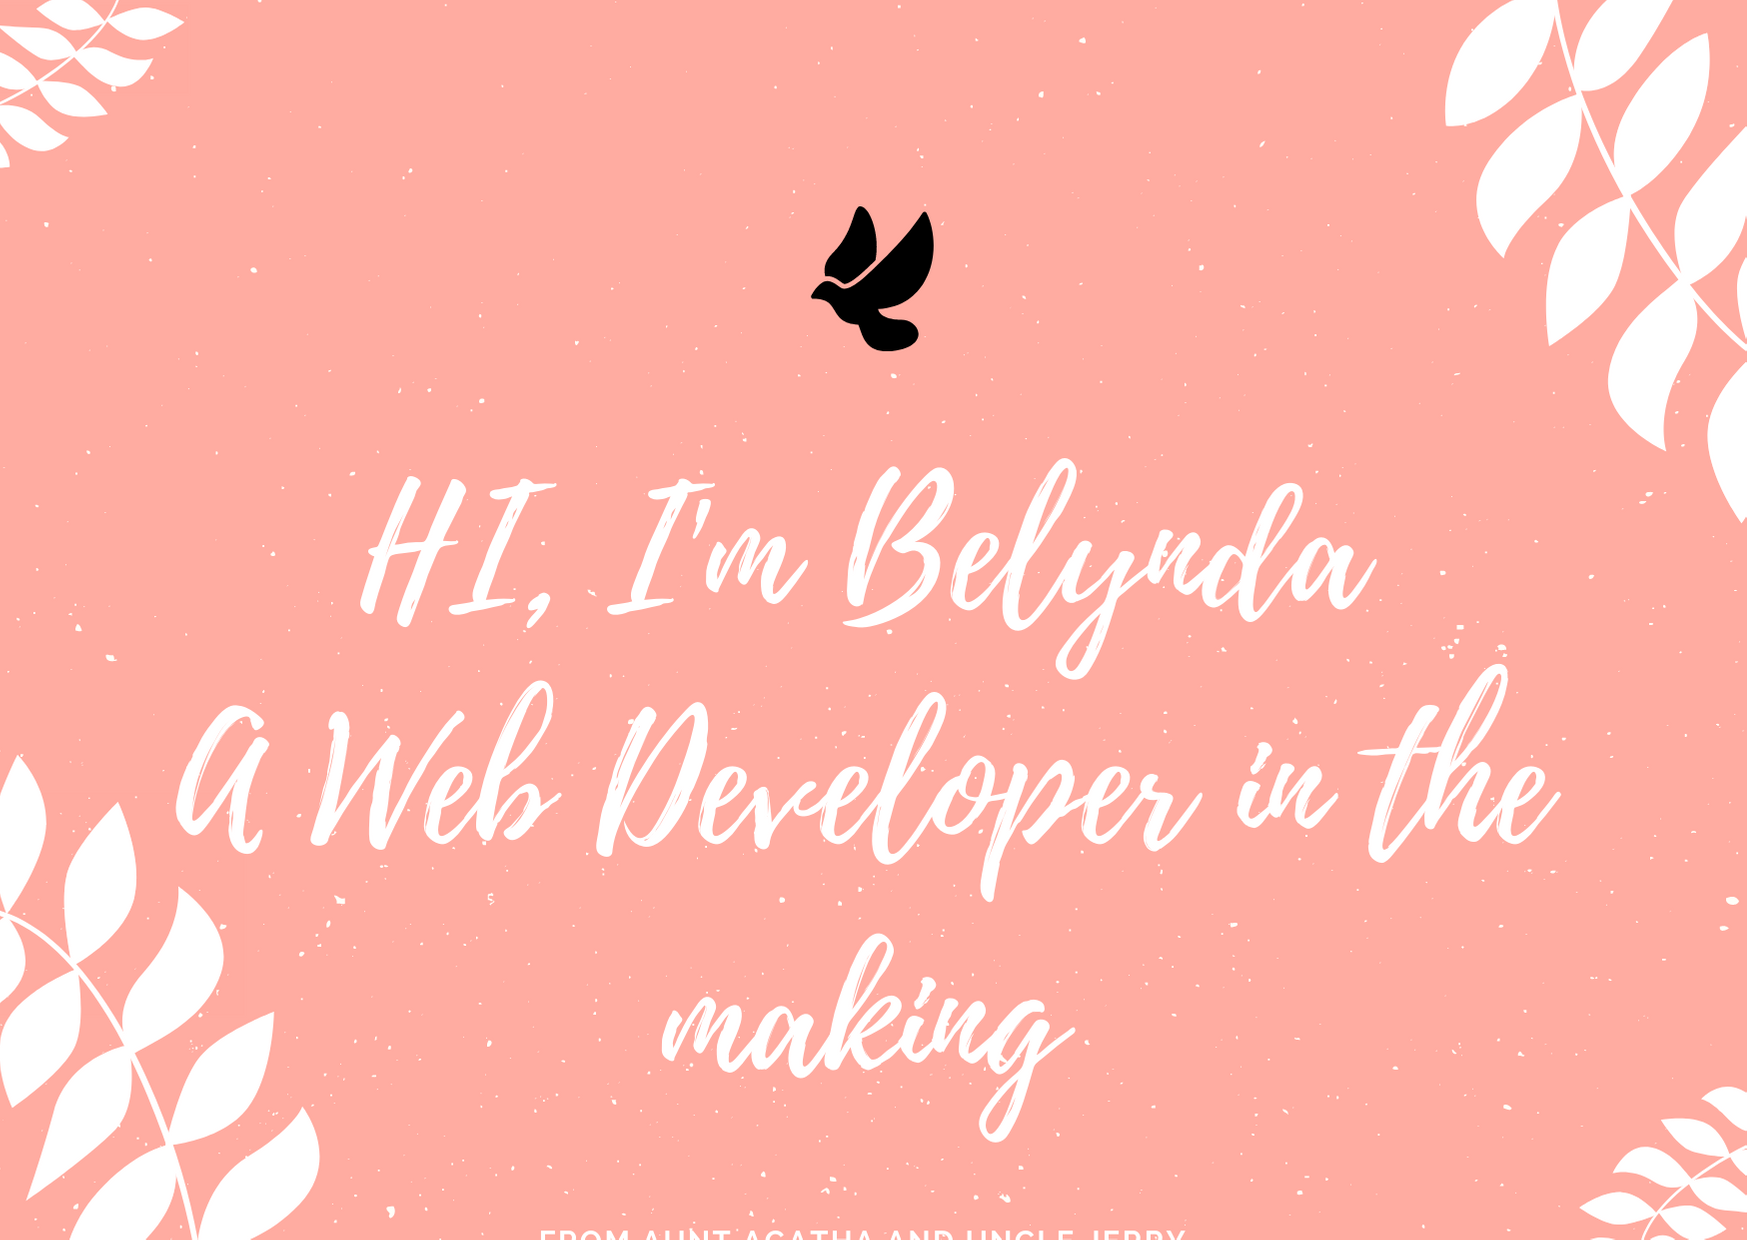 HI, I'm Belynda
A Web Developer in the
making
FROM AUNT AGATHA AND UNCLE JERRY